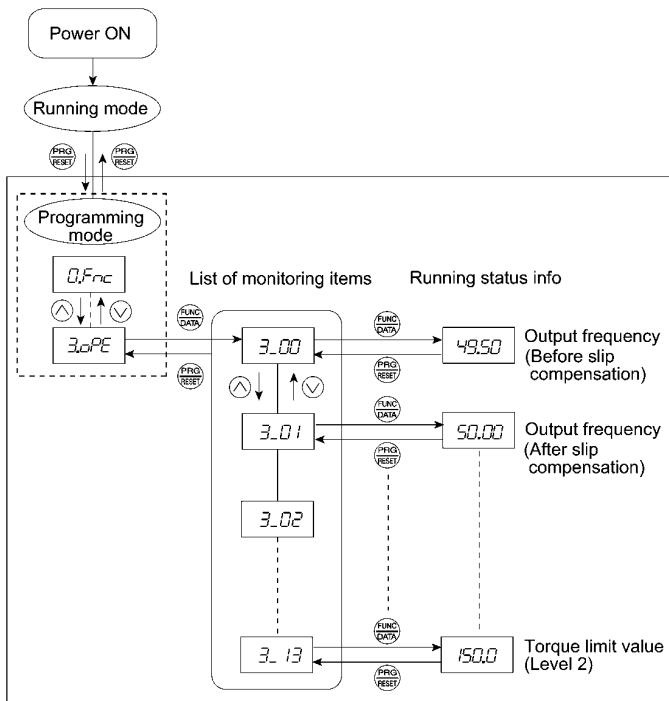 Power ON
Running mode
PRG
RESET
PRG
RESET
Programming
mode
0.Fnc
List of monitoring items
Running status info
FUNC
DATA
FUNC
DATA
3.oPE
3_00
49.50
Output frequency
(Before slip
compensation)
PRG
RESET
PRG
RESET
FUNC
DATA
3_01
50.00
Output frequency
(After slip
compensation)
PRG
RESET
3_02
FUNC
DATA
3_13
150.0
Torque limit value
(Level 2)
PRG
RESET